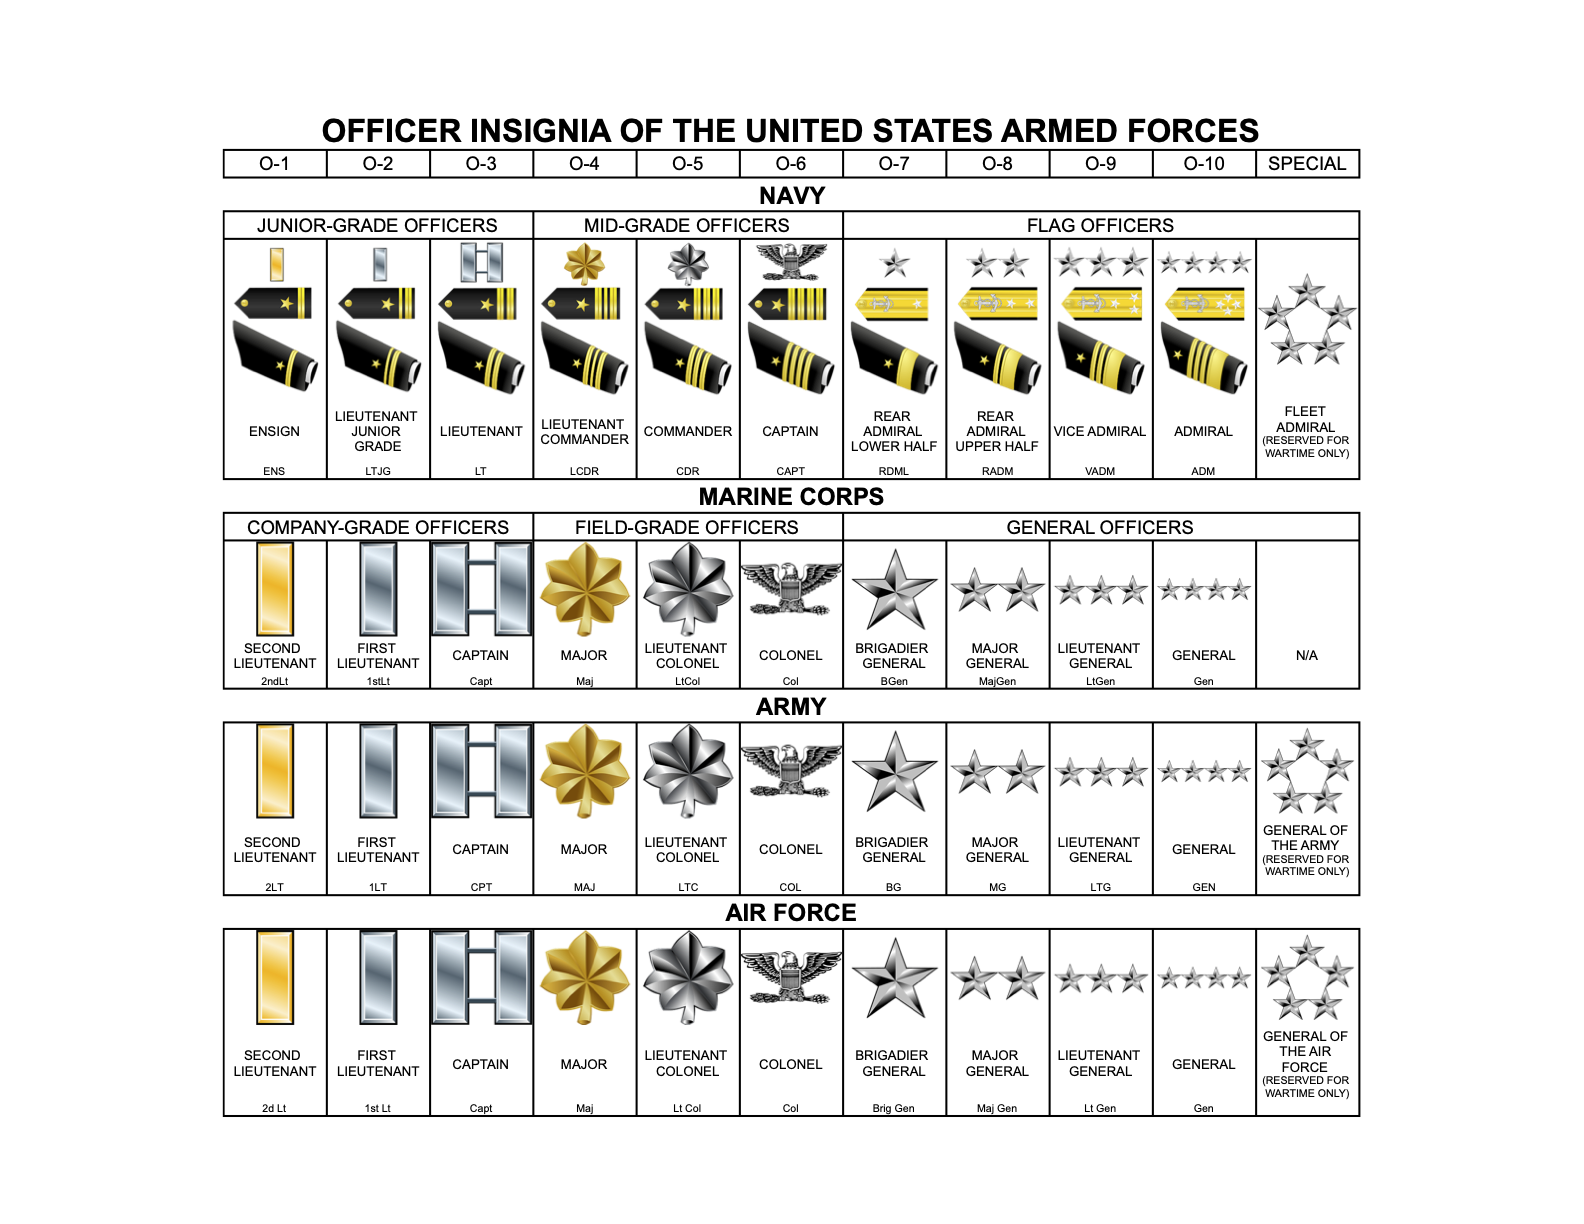 OFFICER INSIGNIA OF THE UNITED STATES ARMED FORCES
O-1 O-2 O-3 O-4 O-5 O-6 O-7 O-8 O-9 O-10 SPECIAL
NAVY
JUNIOR-GRADE OFFICERS MID-GRADE OFFICERS FLAG OFFICERS
ENSIGN
ENS
LIEUTENANT
JUNIOR
GRADE
LTJG
LIEUTENANT
LT
LIEUTENANT
COMMANDER
LCDR
COMMANDER
CDR
CAPTAIN
CAPT
REAR
ADMIRAL
LOWER HALF
RDML
REAR
ADMIRAL
UPPER HALF
RADM
VICE ADMIRAL
VADM
ADMIRAL
ADM
FLEET
ADMIRAL
(RESERVED FOR
WARTIME ONLY)
MARINE CORPS
COMPANY-GRADE OFFICERS FIELD-GRADE OFFICERS GENERAL OFFICERS
SECOND
LIEUTENANT
2ndLt
FIRST
LIEUTENANT
1stLt
CAPTAIN
Capt
MAJOR
Maj
LIEUTENANT
COLONEL
LtCol
COLONEL
Col
BRIGADIER
GENERAL
BGen
MAJOR
GENERAL
MajGen
LIEUTENANT
GENERAL
LtGen
GENERAL
Gen
N/A
ARMY
SECOND
LIEUTENANT
2LT
FIRST
LIEUTENANT
1LT
CAPTAIN
CPT
MAJOR
MAJ
LIEUTENANT
COLONEL
LTC
COLONEL
COL
BRIGADIER
GENERAL
BG
MAJOR
GENERAL
MG
LIEUTENANT
GENERAL
LTG
GENERAL
GEN
GENERAL OF
THE ARMY
(RESERVED FOR
WARTIME ONLY)
AIR FORCE
SECOND
LIEUTENANT
2d Lt
FIRST
LIEUTENANT
1st Lt
CAPTAIN
Capt
MAJOR
Maj
LIEUTENANT
COLONEL
Lt Col
COLONEL
Col
BRIGADIER
GENERAL
Brig Gen
MAJOR
GENERAL
Maj Gen
LIEUTENANT
GENERAL
Lt Gen
GENERAL
Gen
GENERAL OF
THE AIR
FORCE
(RESERVED FOR
WARTIME ONLY)